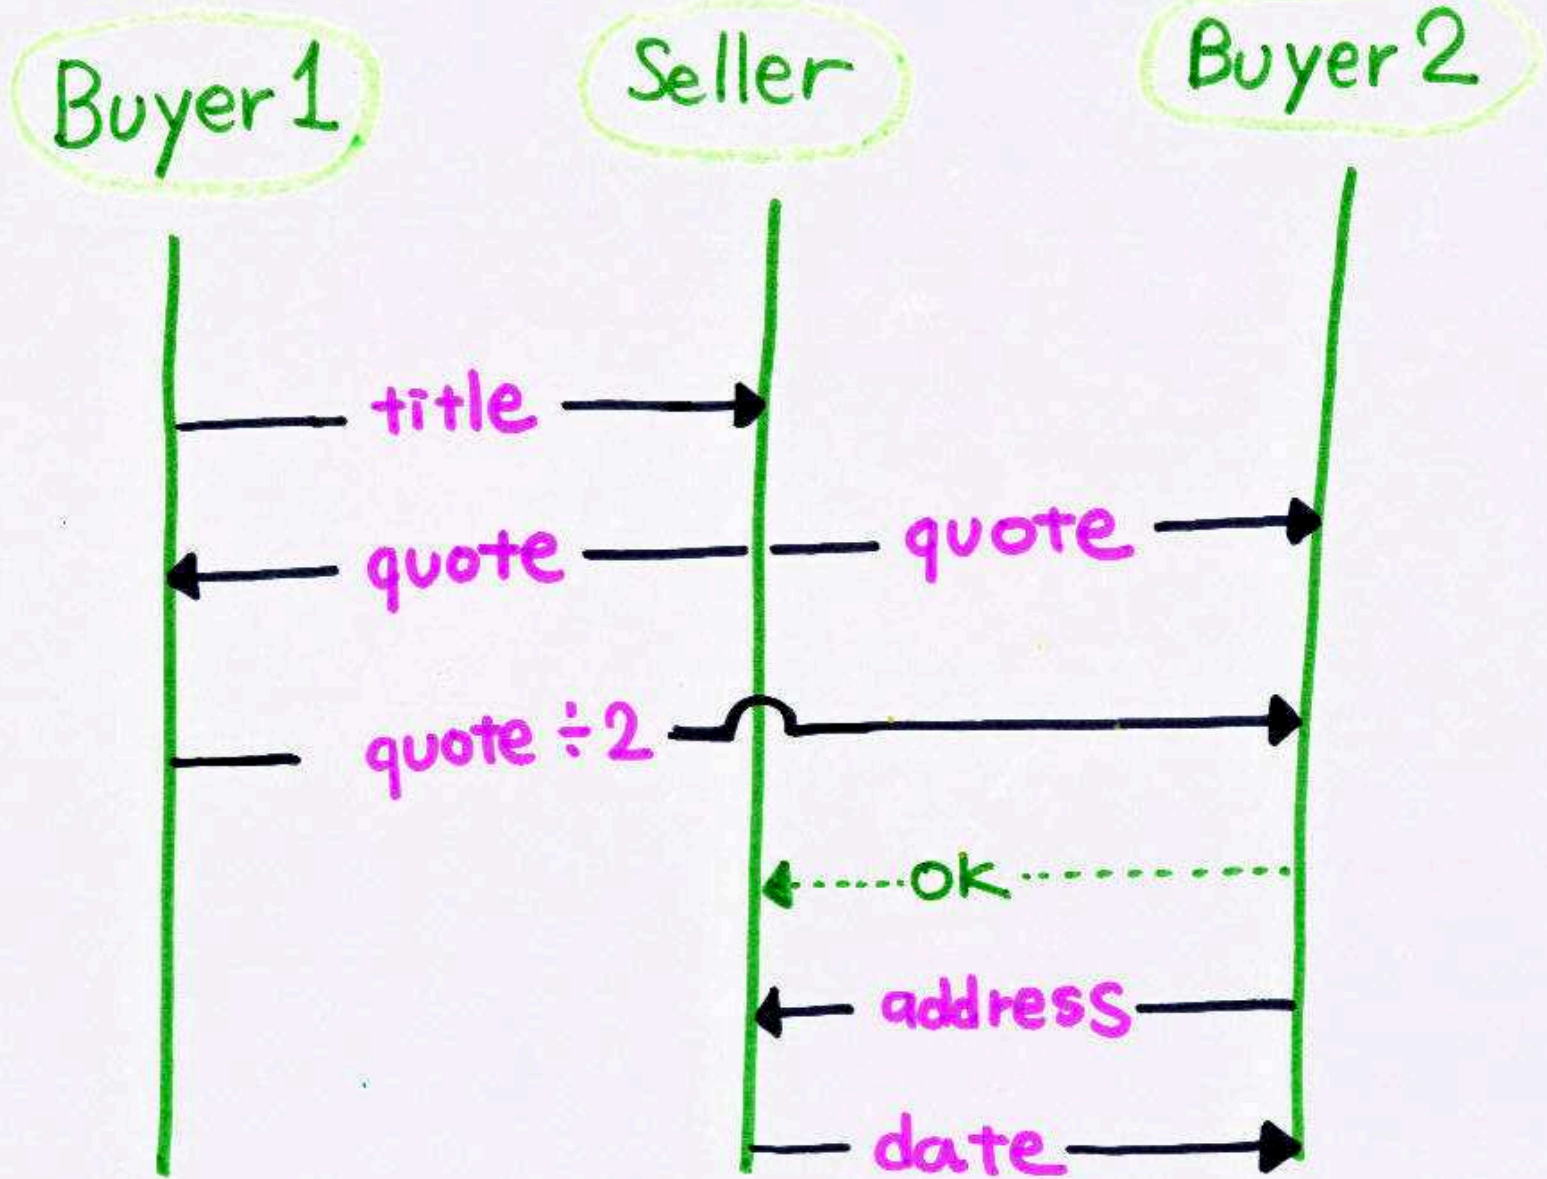 Buyer 1
Seller
Buyer 2
title
quote
quote
quote ÷ 2
ok
address
date